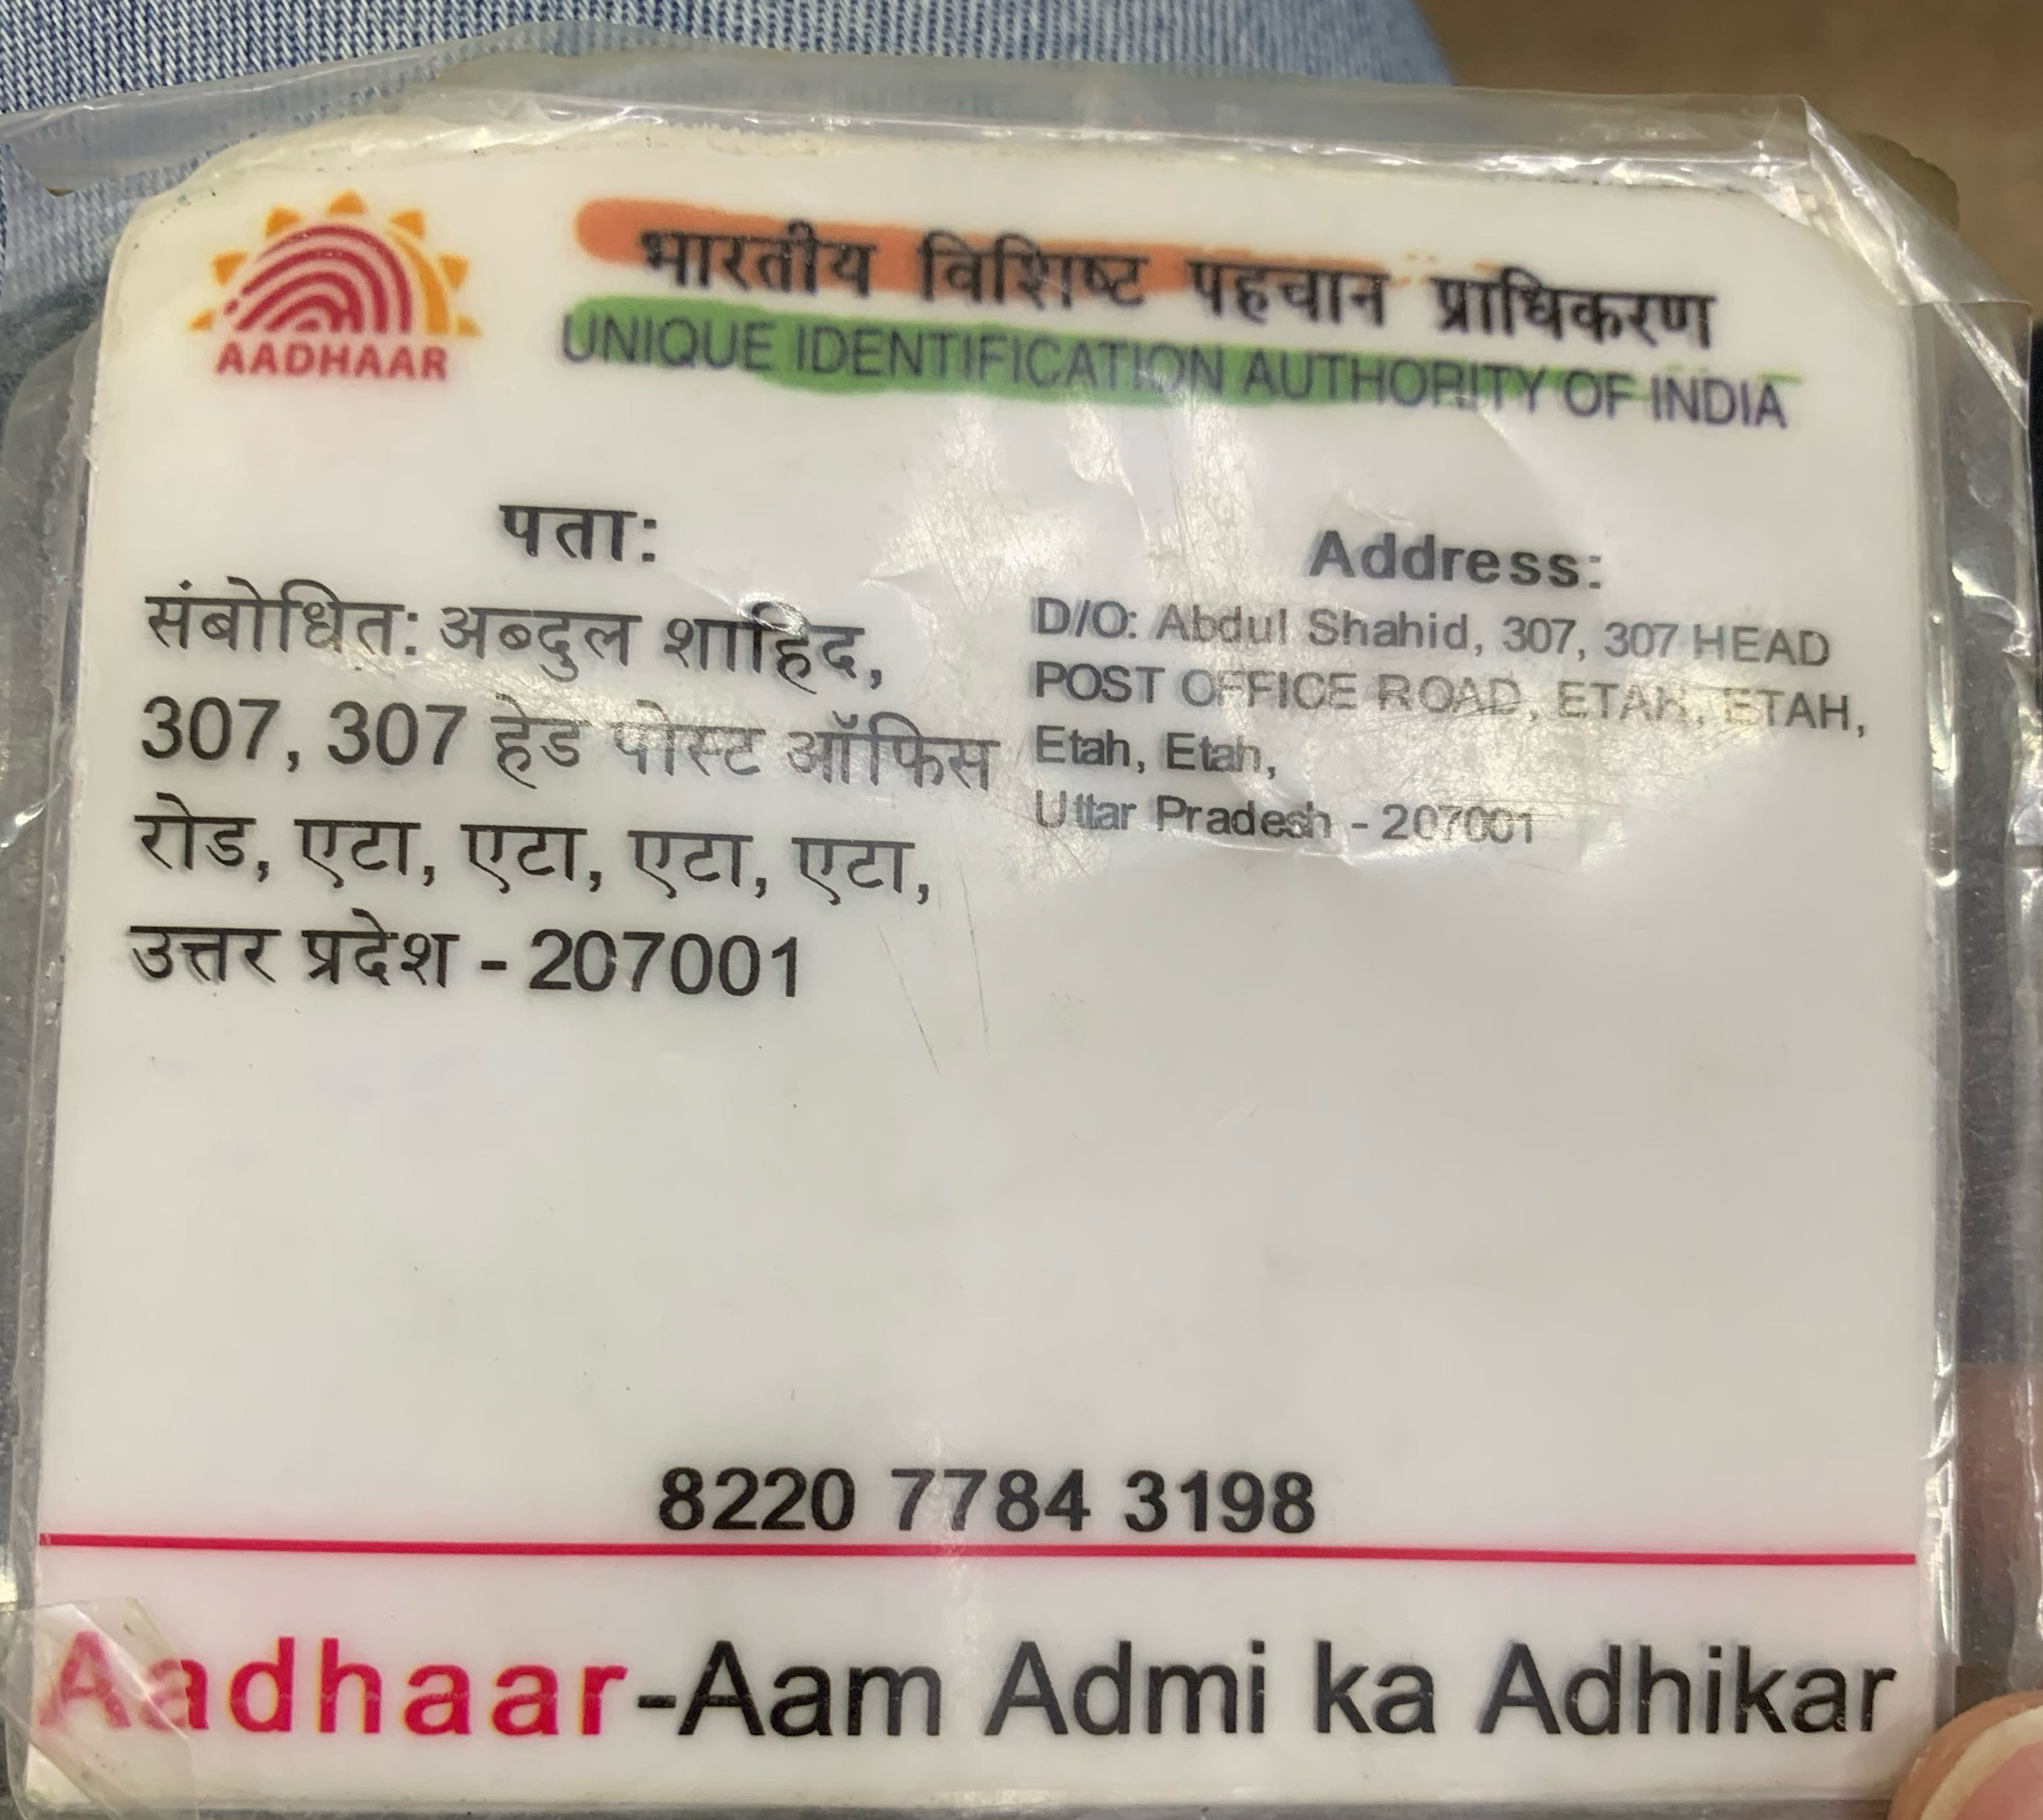 AADHAAR
भारतीय विशिष्ट पहचान प्राधिकरण
UNIQUE IDENTIFICATION AUTHORITY OF INDIA
पता:
संबोधित: अब्दुल शाहिद,
307, 307 हेड पोस्ट ऑफिस
रोड, एटा, एटा, एटा, एटा,
उत्तर प्रदेश - 207001
Address:
D/O: Abdul Shahid, 307, 307 HEAD
POST OFFICE ROAD, ETAH, ETAH,
Etah, Etah,
Uttar Pradesh - 207001
8220 7784 3198
Aadhaar-Aam Admi ka Adhikar